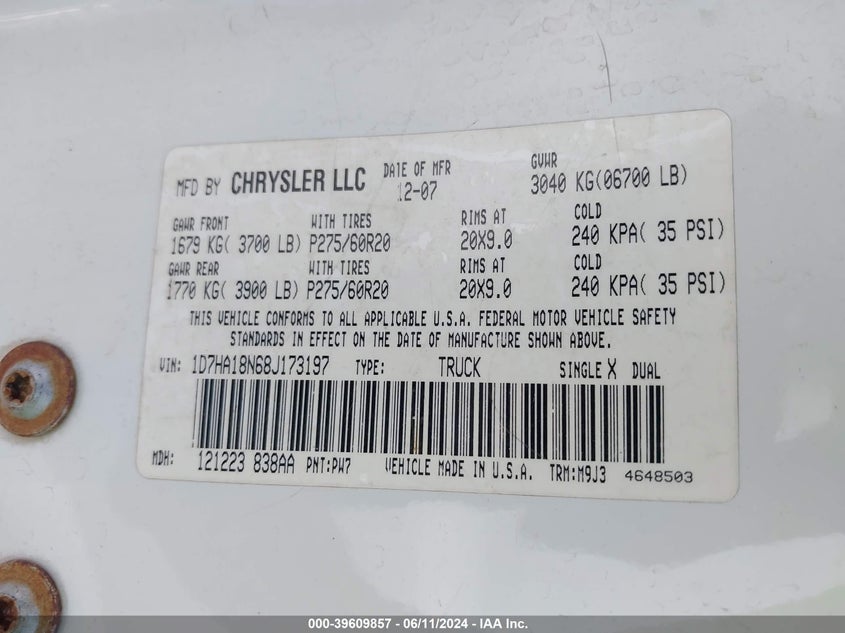 MFD BY CHRYSLER LLC DATE OF MFR 12-07 GVWR 3040 KG(06700 LB)
GAWR FRONT WITH TIRES RIMS AT COLD
1679 KG( 3700 LB) P275/60R20 20X9.0 240 KPA( 35 PSI)
GAWR REAR WITH TIRES RIMS AT COLD
1770 KG( 3900 LB) P275/60R20 20X9.0 240 KPA( 35 PSI)
THIS VEHICLE CONFORMS TO ALL APPLICABLE U.S.A. FEDERAL MOTOR VEHICLE SAFETY
STANDARDS IN EFFECT ON THE DATE OF MANUFACTURE SHOWN ABOVE.
VIN: 1D7HA18N68J173197 TYPE: TRUCK SINGLE X DUAL
MDH: 121223 838AA PNT:PW7 VEHICLE MADE IN U.S.A. TRM:M9J3 4648503
000-39609857 - 06/11/2024 - IAA Inc.